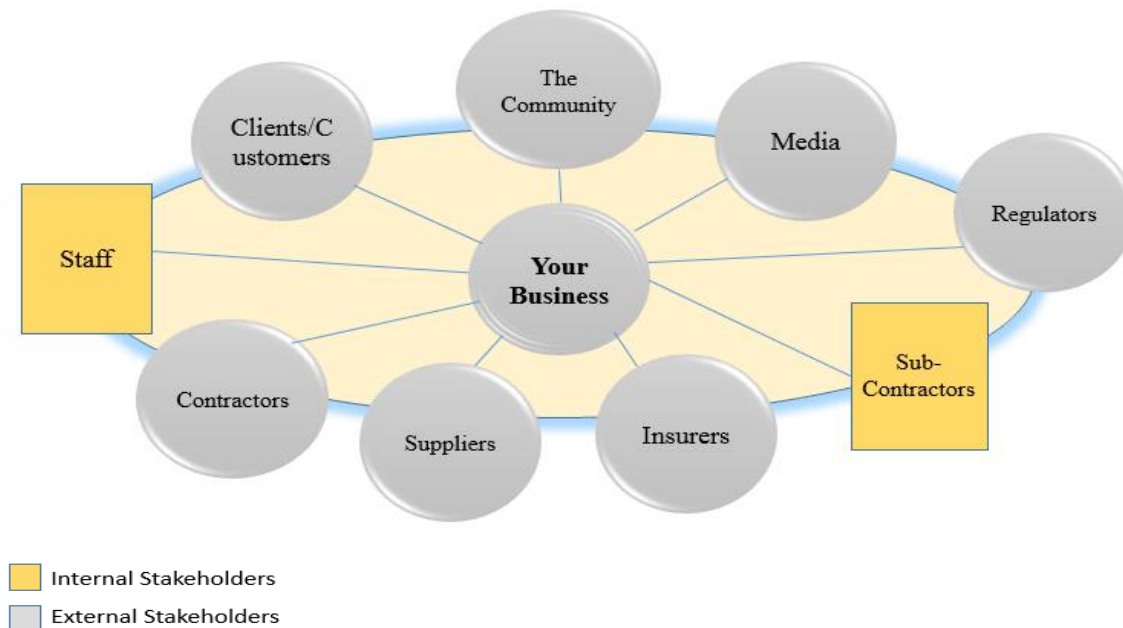 The
Community
Clients/C
ustomers
Media
Regulators
Staff
Your
Business
Sub-
Contractors
Contractors
Suppliers
Insurers
Internal Stakeholders
External Stakeholders